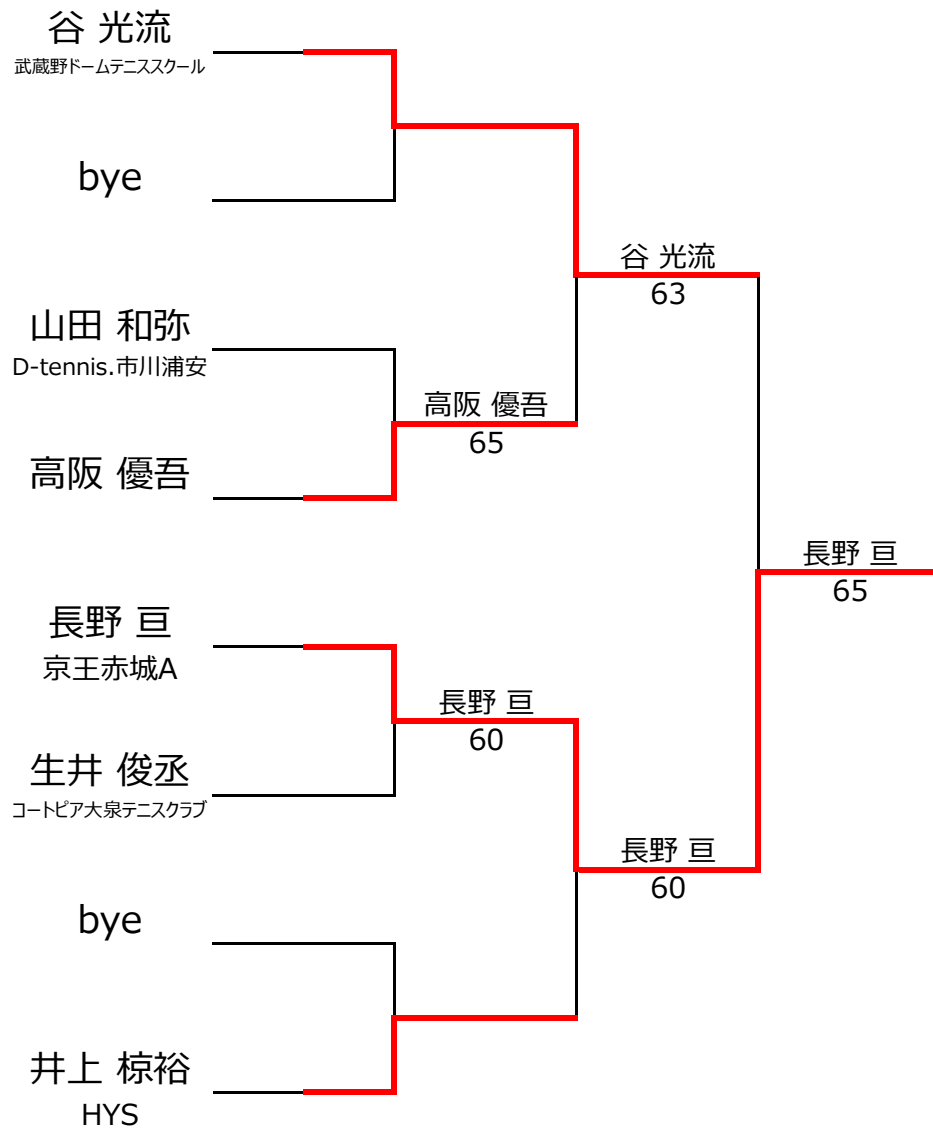 谷 光流
武蔵野ドームテニススクール
bye
谷 光流
63
山田 和弥
D-tennis.市川浦安
高阪 優吾
65
高阪 優吾
長野 亘
65
長野 亘
京王赤城A
長野 亘
60
生井 俊丞
コートピア大泉テニスクラブ
長野 亘
60
bye
井上 椋裕
HYS